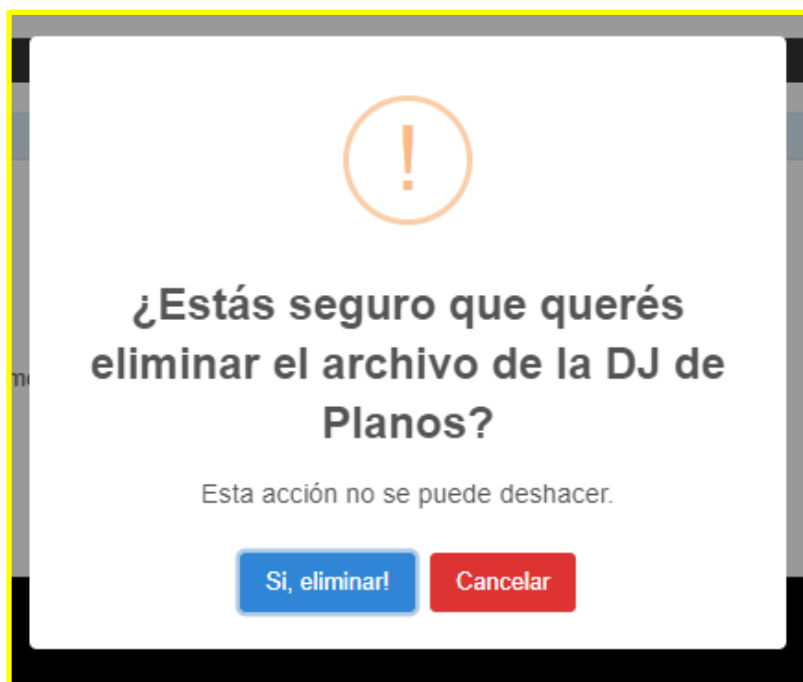 !
¿Estás seguro que querés
eliminar el archivo de la DJ de
Planos?
Esta acción no se puede deshacer.
Si, eliminar!
Cancelar